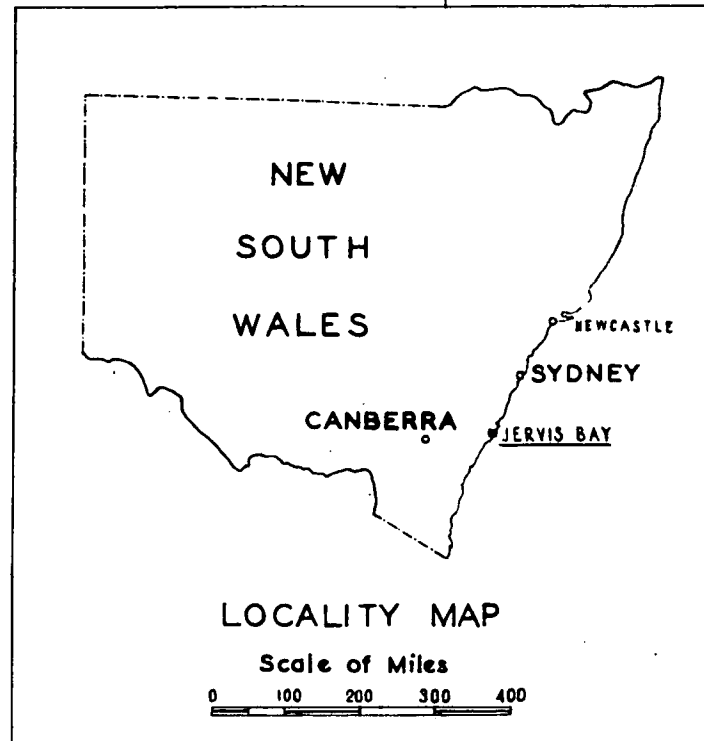 NEW
SOUTH
WALES
NEWCASTLE
SYDNEY
CANBERRA
JERVIS BAY
LOCALITY MAP
Scale of Miles
0 100 200 300 400